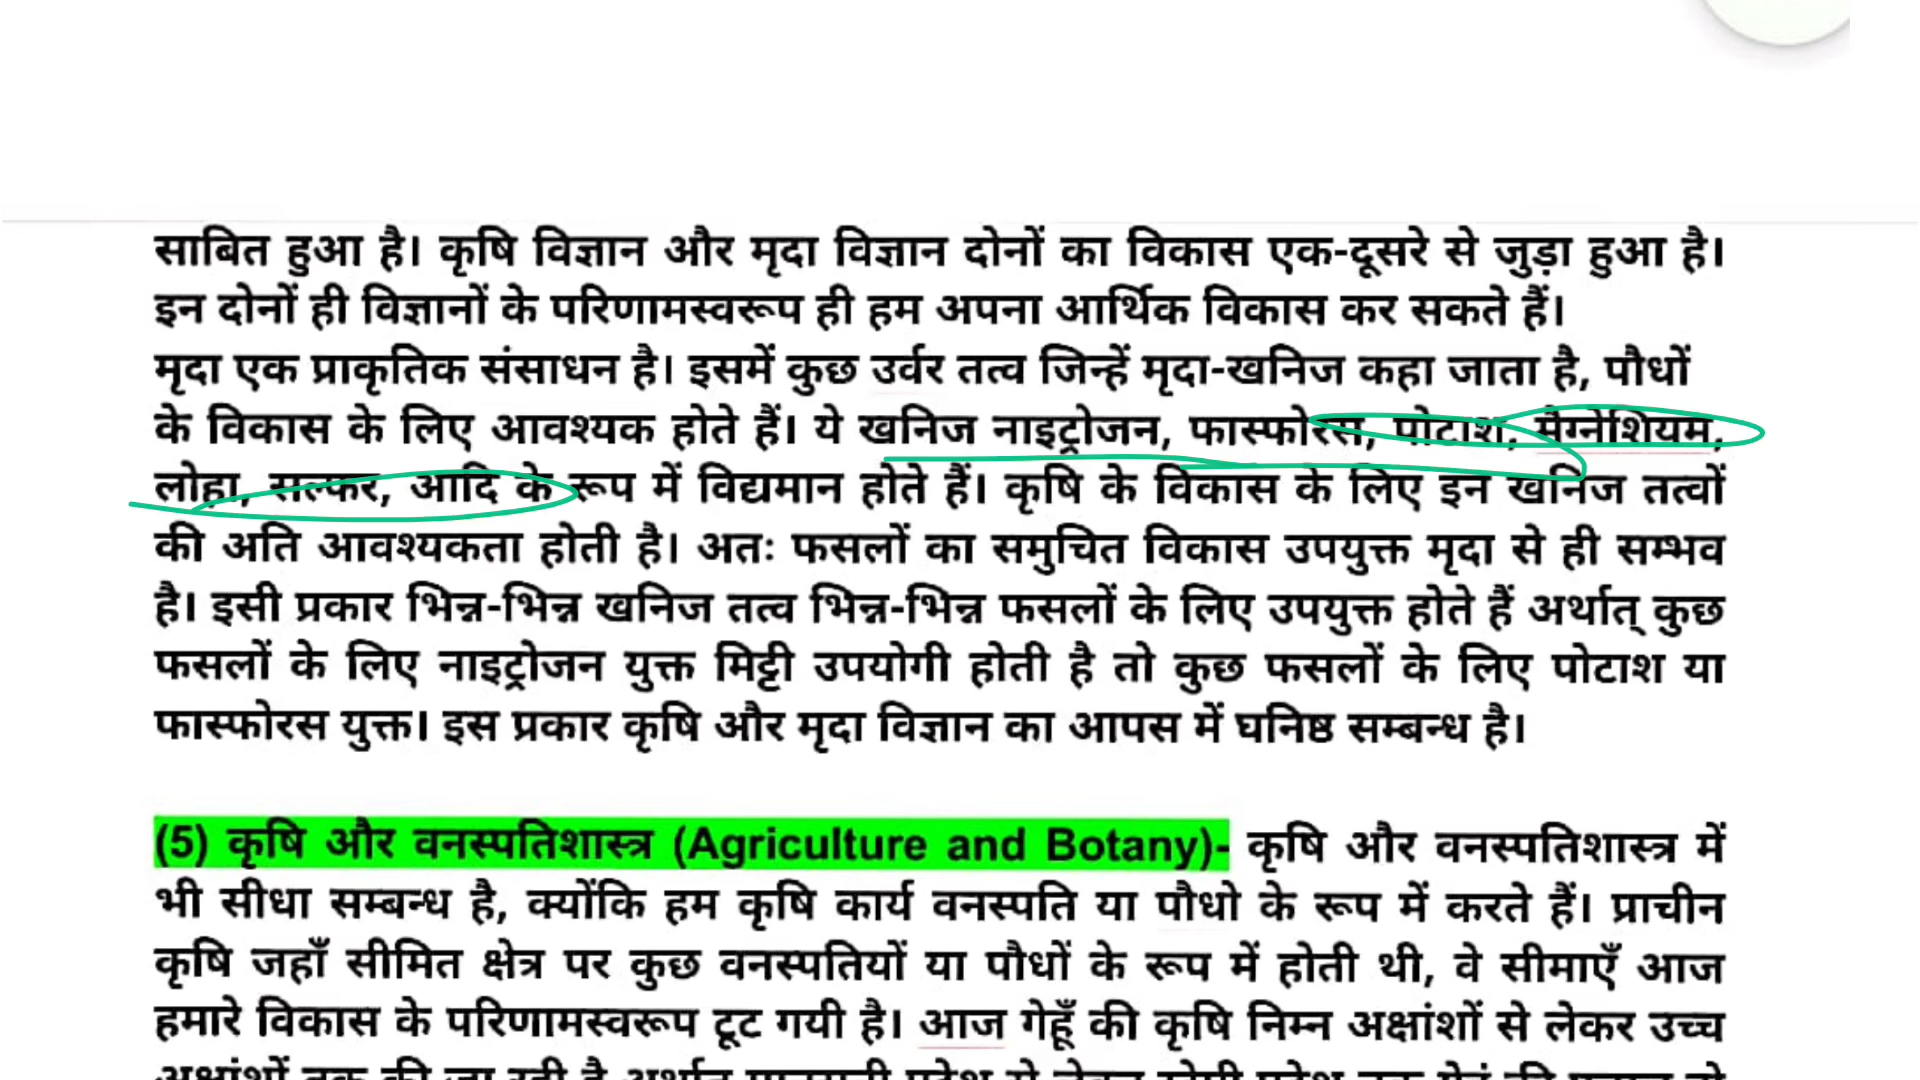 साबित हुआ है। कृषि विज्ञान और मृदा विज्ञान दोनों का विकास एक-दूसरे से जुड़ा हुआ है।
इन दोनों ही विज्ञानों के परिणामस्वरूप ही हम अपना आर्थिक विकास कर सकते हैं।
मृदा एक प्राकृतिक संसाधन है। इसमें कुछ उर्वर तत्व जिन्हें मृदा-खनिज कहा जाता है, पौधों
के विकास के लिए आवश्यक होते हैं। ये खनिज नाइट्रोजन, फास्फोरस, पोटाश, मैग्नेशियम,
लोहा, सल्फर, आदि के रूप में विद्यमान होते हैं। कृषि के विकास के लिए इन खनिज तत्वों
की अति आवश्यकता होती है। अतः फसलों का समुचित विकास उपयुक्त मृदा से ही सम्भव
है। इसी प्रकार भिन्न-भिन्न खनिज तत्व भिन्न-भिन्न फसलों के लिए उपयुक्त होते हैं अर्थात् कुछ
फसलों के लिए नाइट्रोजन युक्त मिट्टी उपयोगी होती है तो कुछ फसलों के लिए पोटाश या
फास्फोरस युक्त। इस प्रकार कृषि और मृदा विज्ञान का आपस में घनिष्ठ सम्बन्ध है।
(5) कृषि और वनस्पतिशास्त्र (Agriculture and Botany)- कृषि और वनस्पतिशास्त्र में
भी सीधा सम्बन्ध है, क्योंकि हम कृषि कार्य वनस्पति या पौधो के रूप में करते हैं। प्राचीन
कृषि जहाँ सीमित क्षेत्र पर कुछ वनस्पतियों या पौधों के रूप में होती थी, वे सीमाएँ आज
हमारे विकास के परिणामस्वरूप टूट गयी है। आज गेहूँ की कृषि निम्न अक्षांशों से लेकर उच्च
अक्षांशों तक की जा रही है अर्थात